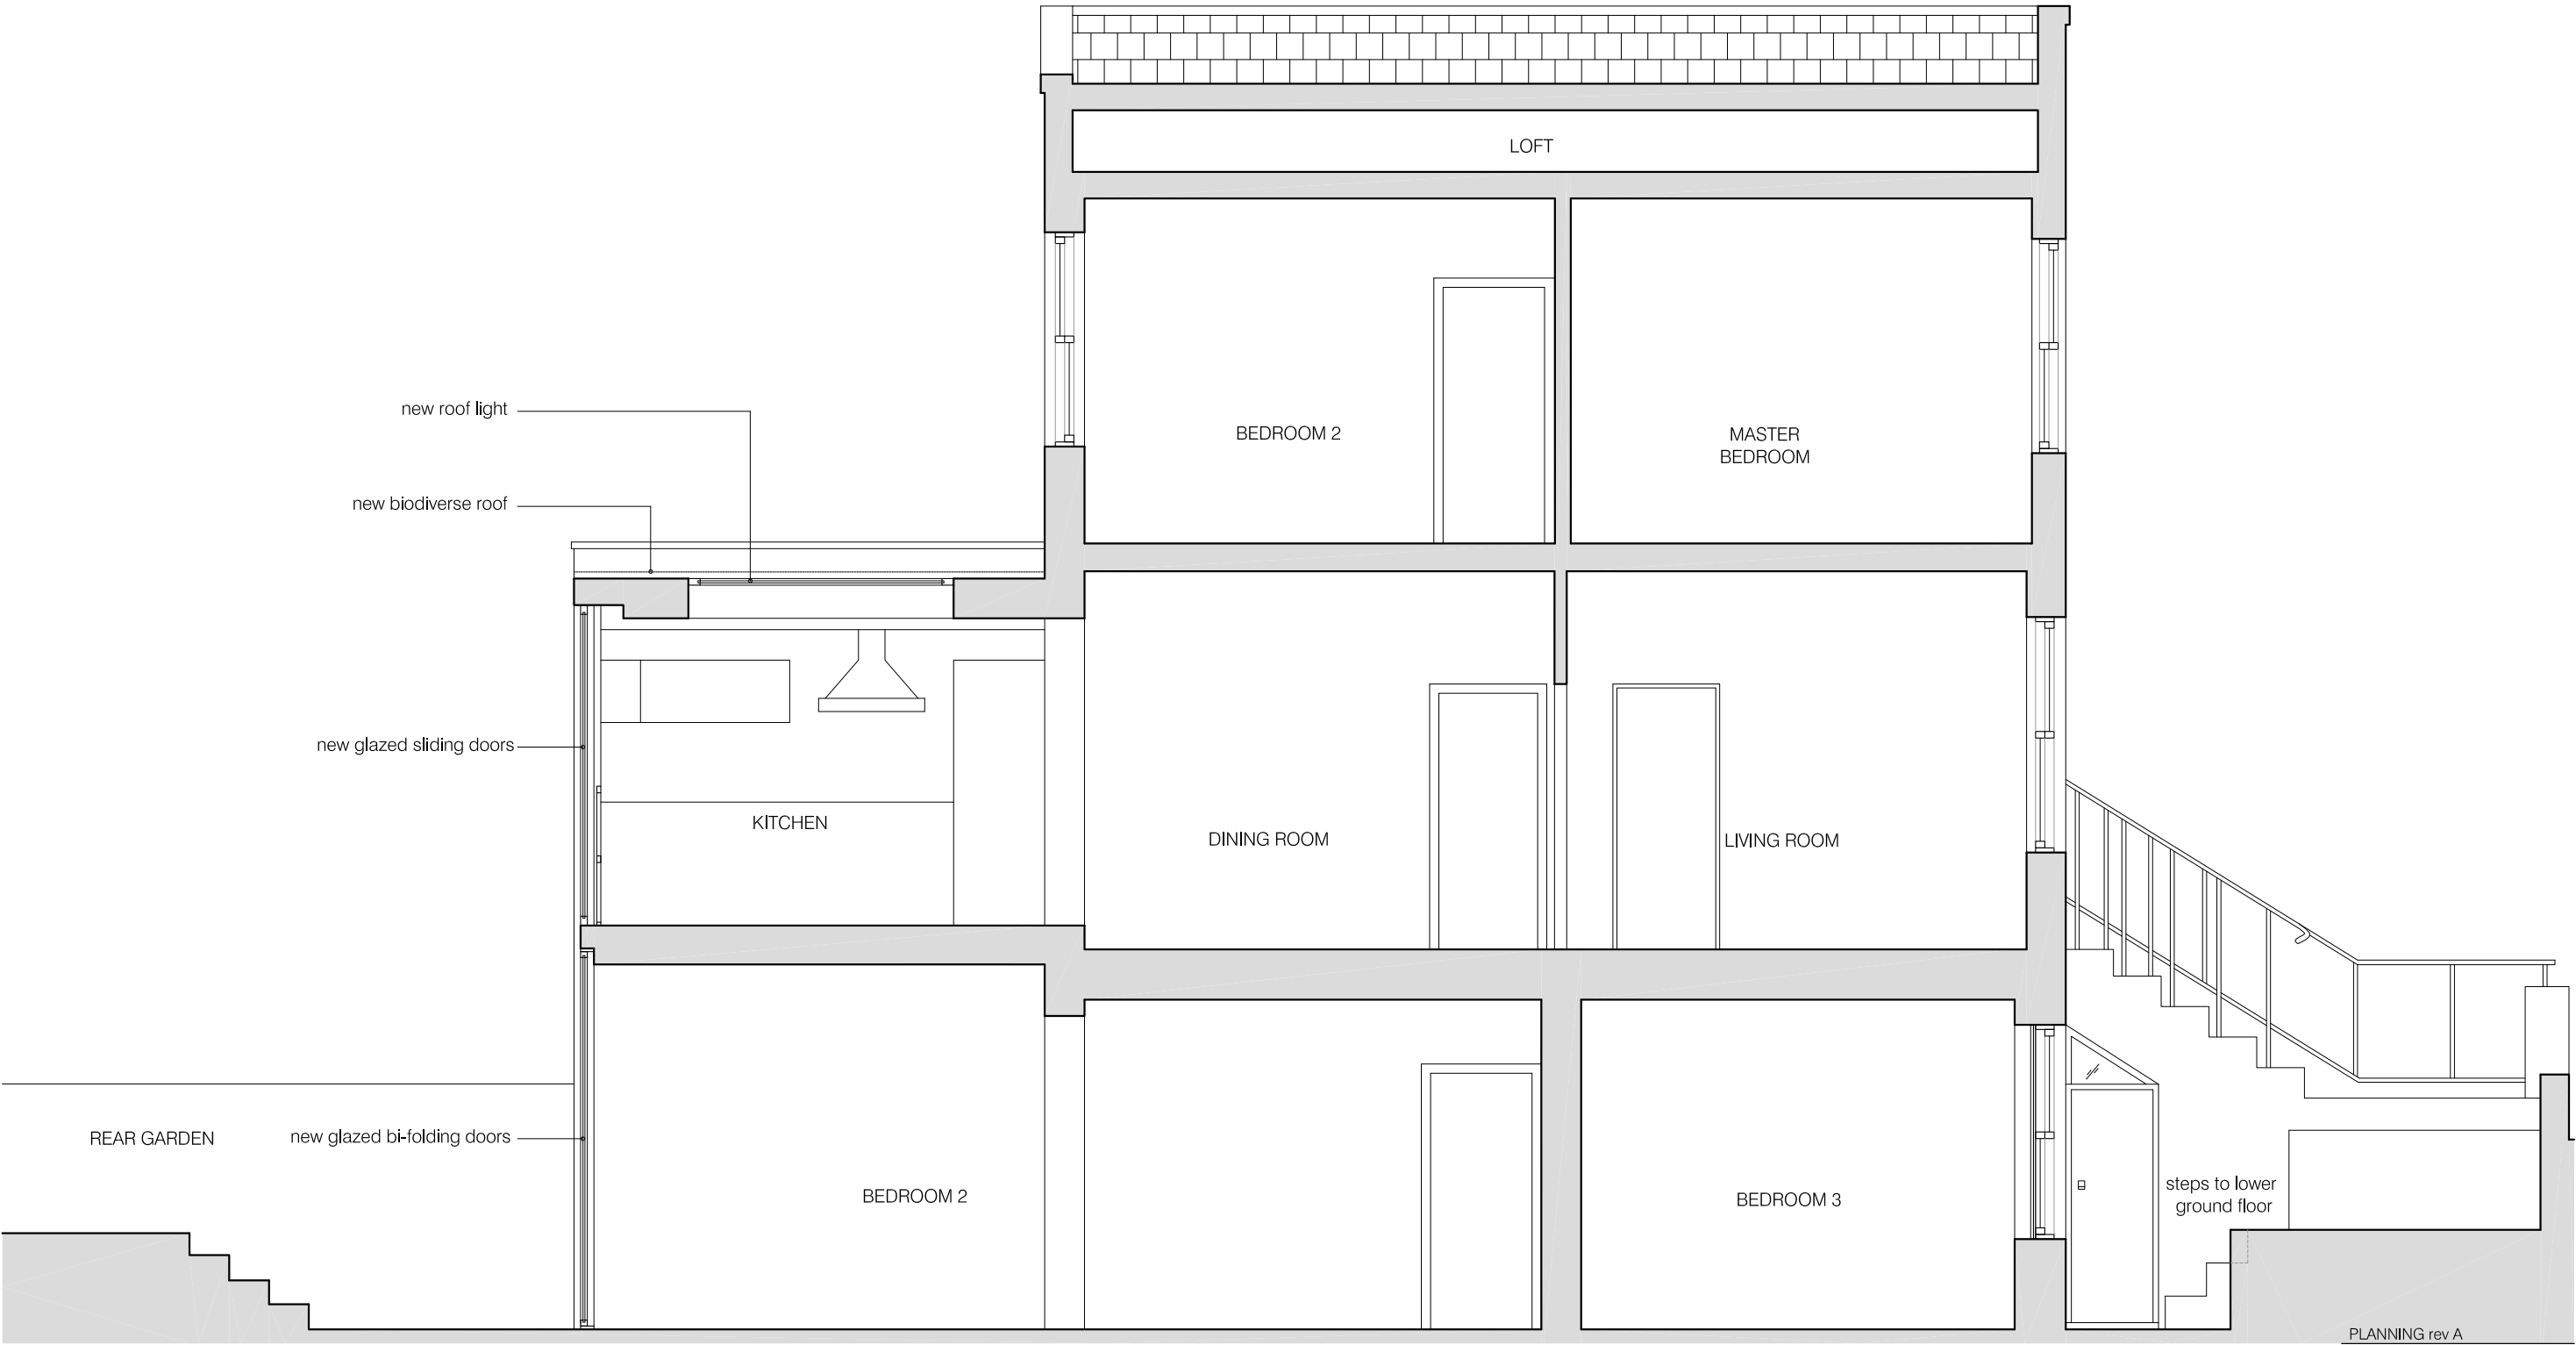 LOFT
new roof light
BEDROOM 2
MASTER
BEDROOM
new biodiverse roof
new glazed sliding doors
KITCHEN
DINING ROOM
LIVING ROOM
REAR GARDEN
new glazed bi-folding doors
BEDROOM 2
BEDROOM 3
steps to lower
ground floor
PLANNING rev A